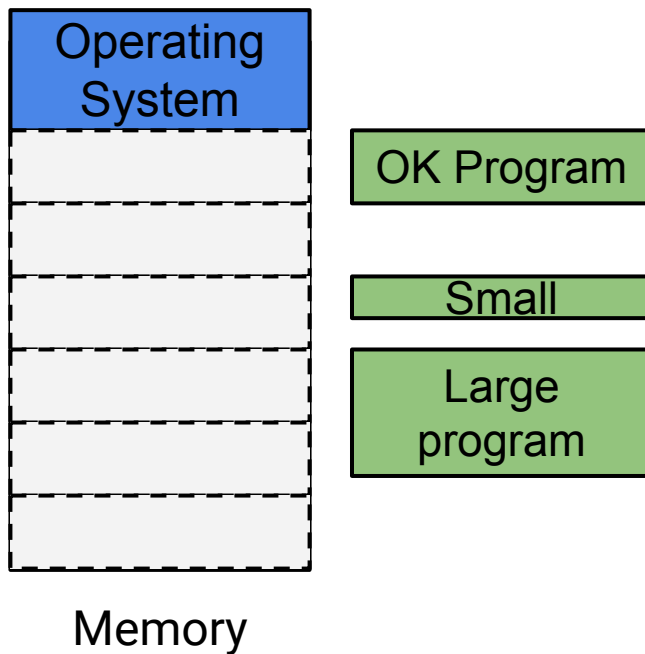 Operating
System
OK Program
Small
Large
program
Memory